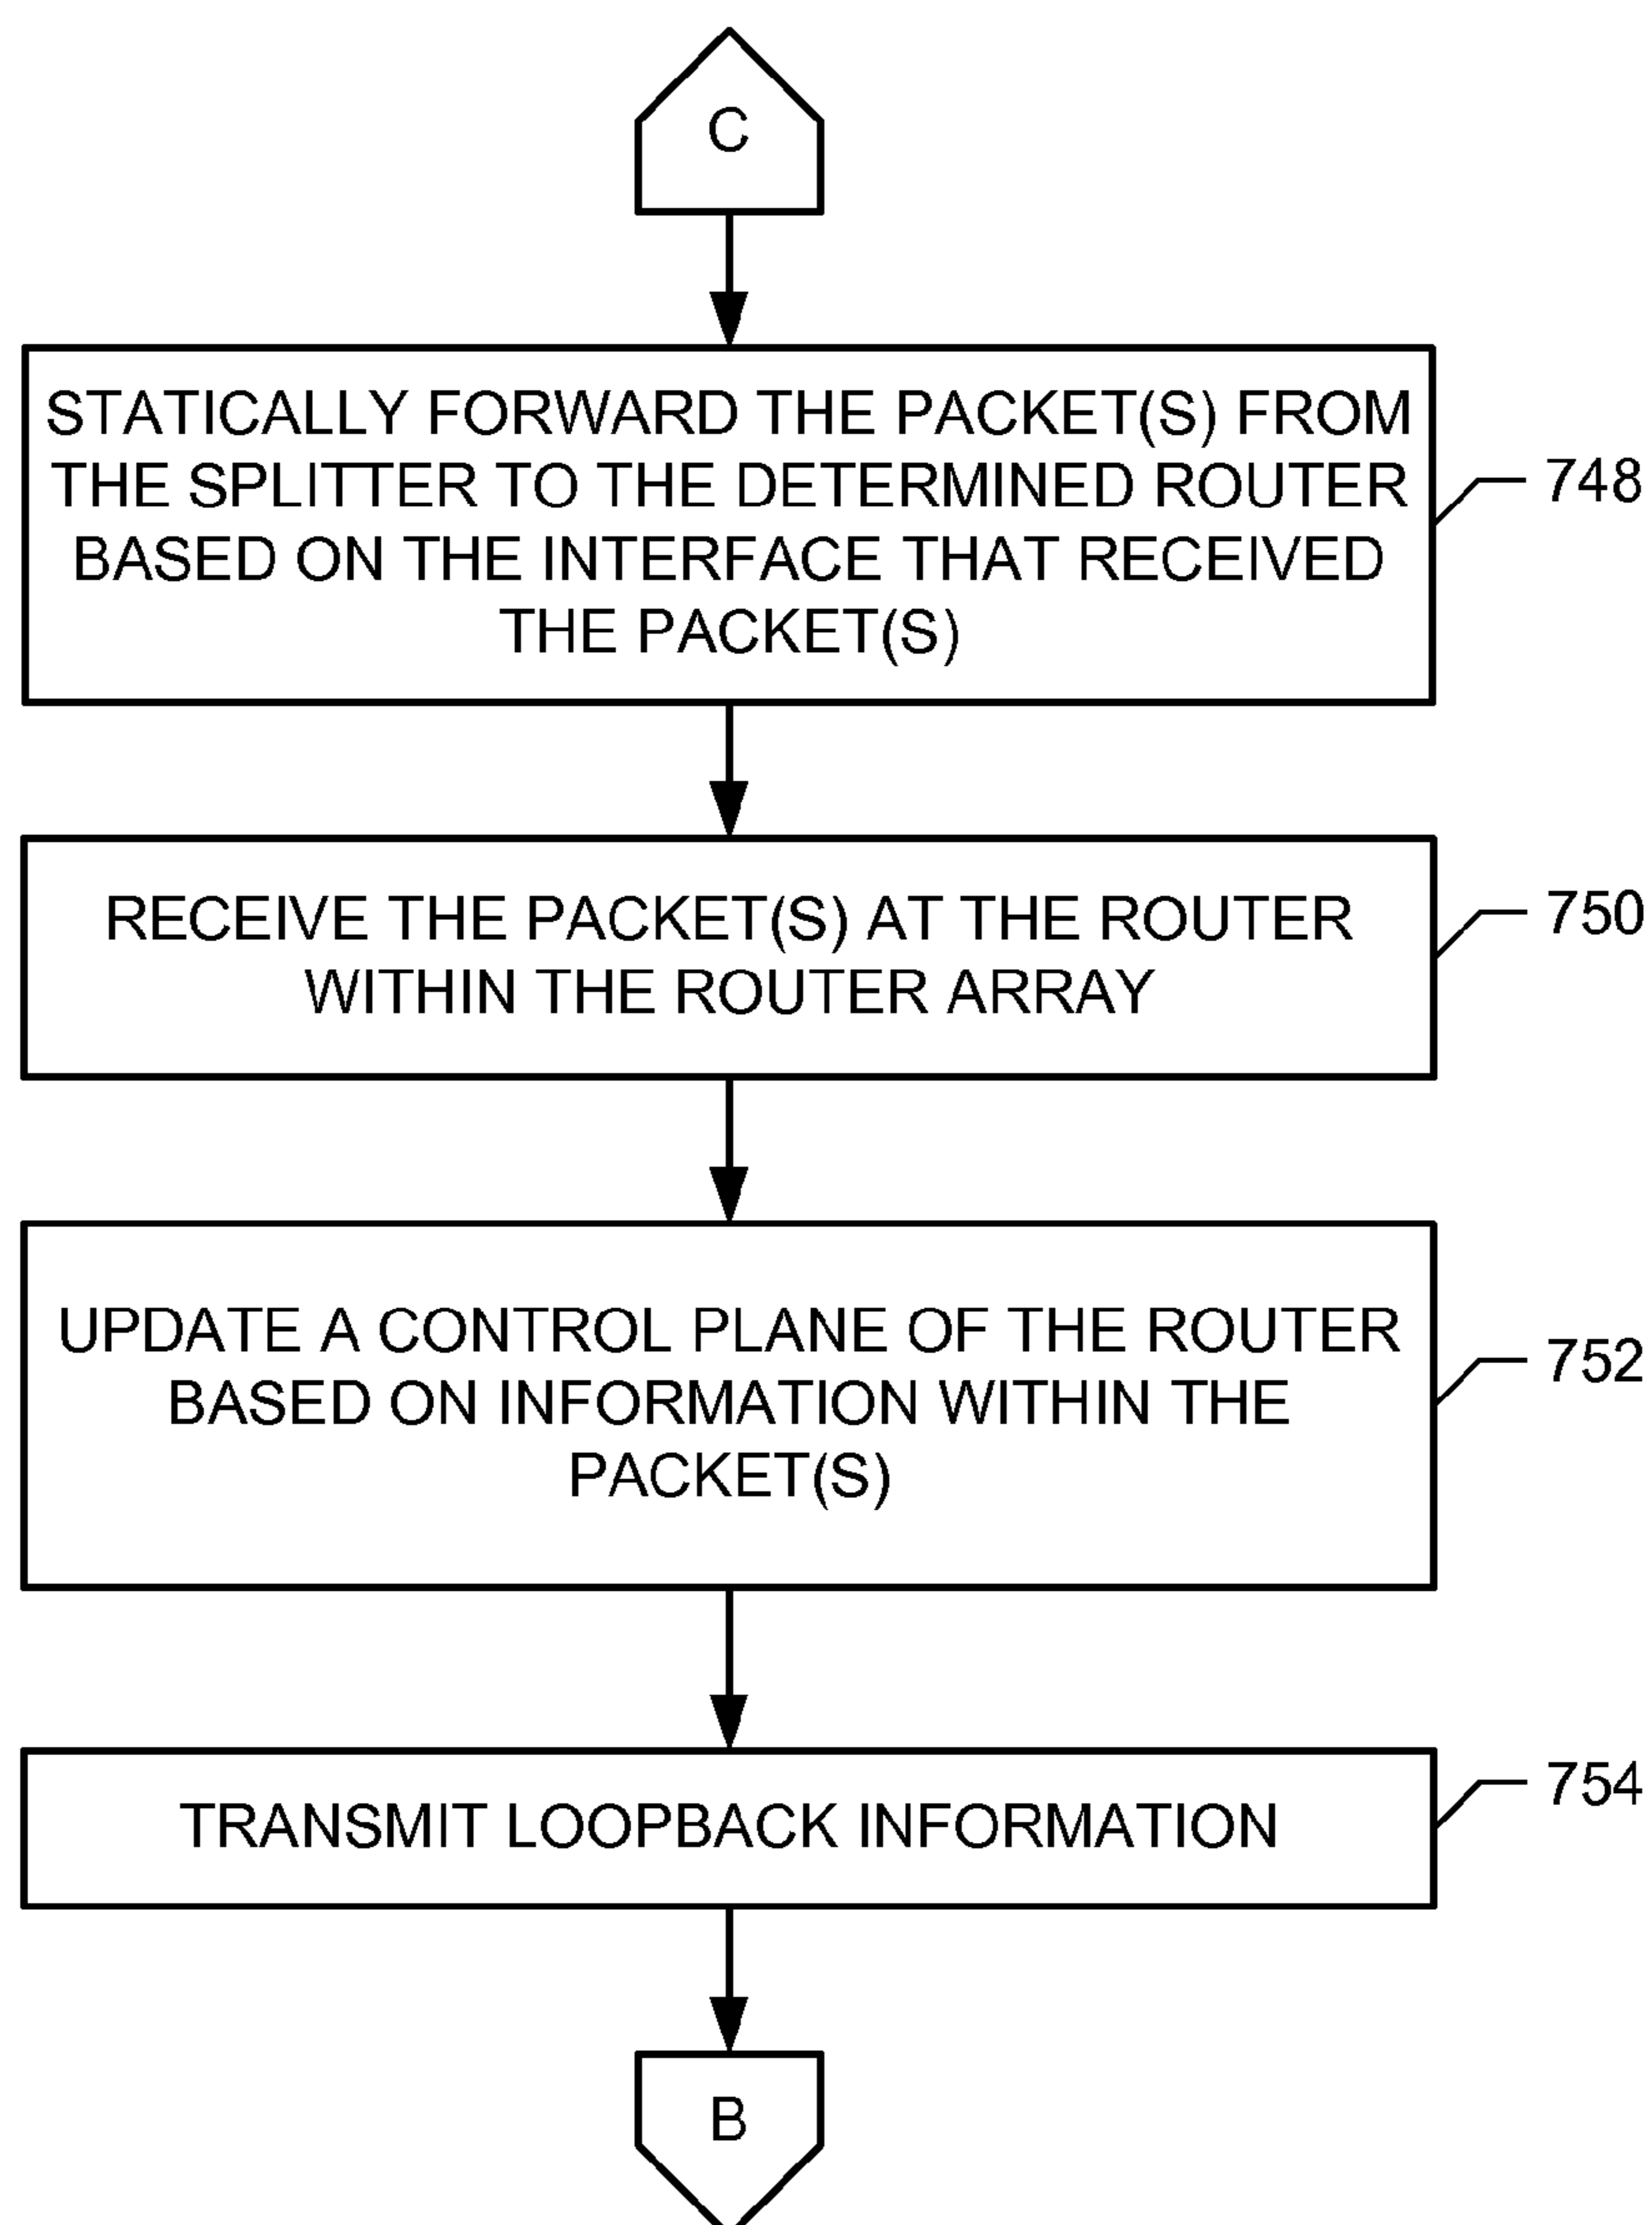 C
STATICALLY FORWARD THE PACKET(S) FROM
THE SPLITTER TO THE DETERMINED ROUTER
BASED ON THE INTERFACE THAT RECEIVED
THE PACKET(S)
748
RECEIVE THE PACKET(S) AT THE ROUTER
WITHIN THE ROUTER ARRAY
750
UPDATE A CONTROL PLANE OF THE ROUTER
BASED ON INFORMATION WITHIN THE
PACKET(S)
752
TRANSMIT LOOPBACK INFORMATION
754
B